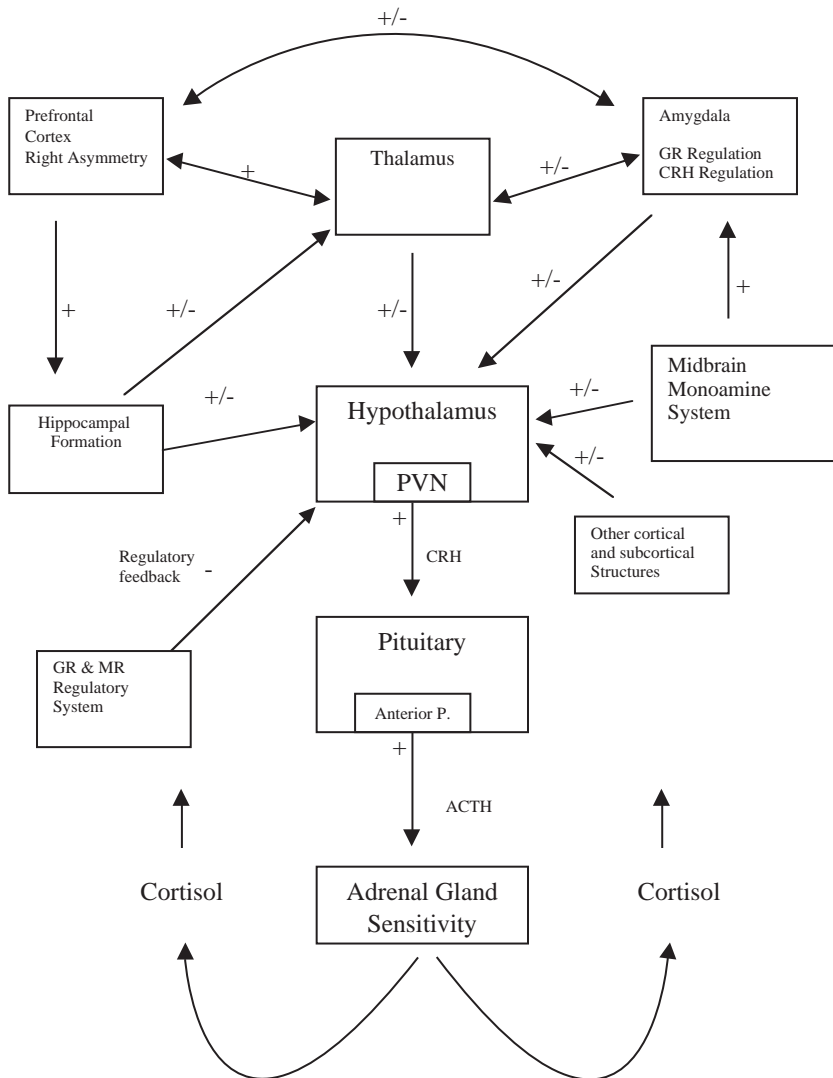 +/-
Prefrontal
Cortex
Right Asymmetry
+
Thalamus
+/-
Amygdala
GR Regulation
CRH Regulation
+
+/-
+/-
+/-
+
Hippocampal
Formation
+/-
Hypothalamus
PVN
+/-
Midbrain
Monoamine
System
+/-
Other cortical
and subcortical
Structures
+
CRH
Regulatory
feedback -
GR & MR
Regulatory
System
Pituitary
Anterior P.
+
ACTH
Cortisol
Adrenal Gland
Sensitivity
Cortisol